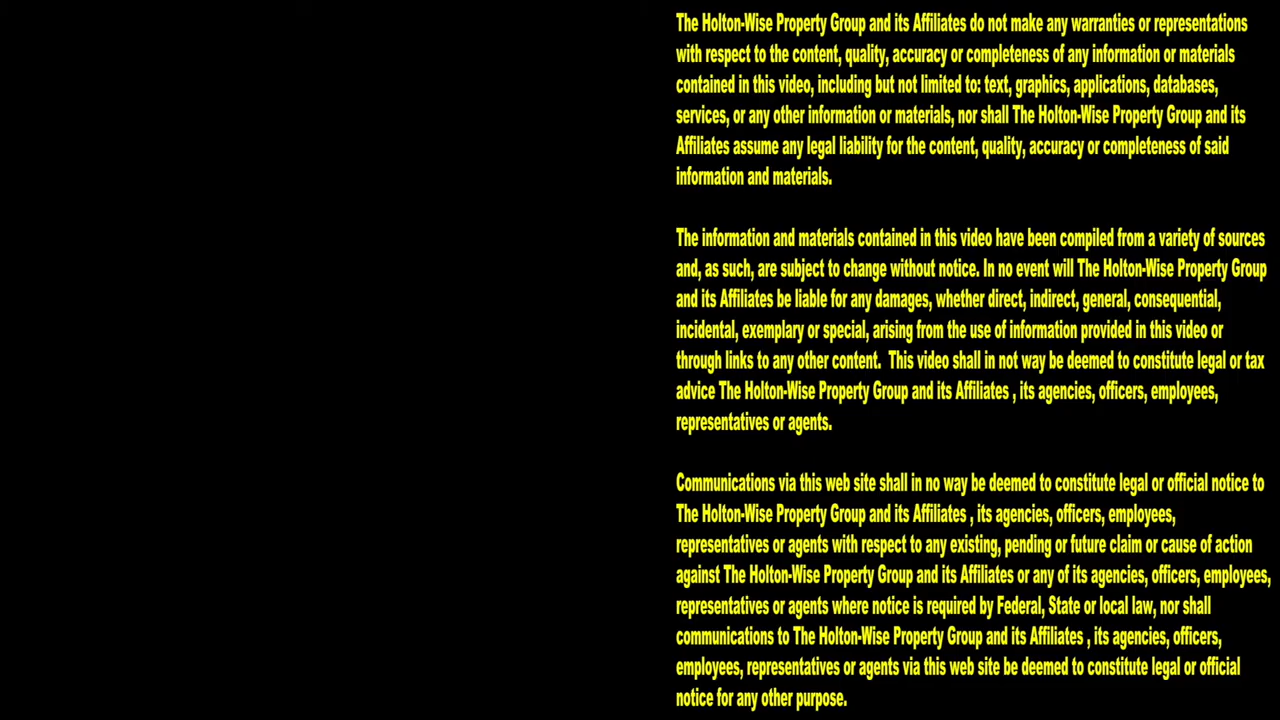 The Holton-Wise Property Group and its Affiliates do not make any warranties or representations
with respect to the content, quality, accuracy or completeness of any information or materials
contained in this video, including but not limited to: text, graphics, applications, databases,
services, or any other information or materials, nor shall The Holton-Wise Property Group and its
Affiliates assume any legal liability for the content, quality, accuracy or completeness of said
information and materials.
The information and materials contained in this video have been compiled from a variety of sources
and, as such, are subject to change without notice. In no event will The Holton-Wise Property Group
and its Affiliates be liable for any damages, whether direct, indirect, general, consequential,
incidental, exemplary or special, arising from the use of information provided in this video or
through links to any other content.  This video shall in not way be deemed to constitute legal or tax
advice The Holton-Wise Property Group and its Affiliates , its agencies, officers, employees,
representatives or agents.
Communications via this web site shall in no way be deemed to constitute legal or official notice to
The Holton-Wise Property Group and its Affiliates , its agencies, officers, employees,
representatives or agents with respect to any existing, pending or future claim or cause of action
against The Holton-Wise Property Group and its Affiliates or any of its agencies, officers, employees,
representatives or agents where notice is required by Federal, State or local law, nor shall
communications to The Holton-Wise Property Group and its Affiliates , its agencies, officers,
employees, representatives or agents via this web site be deemed to constitute legal or official
notice for any other purpose.